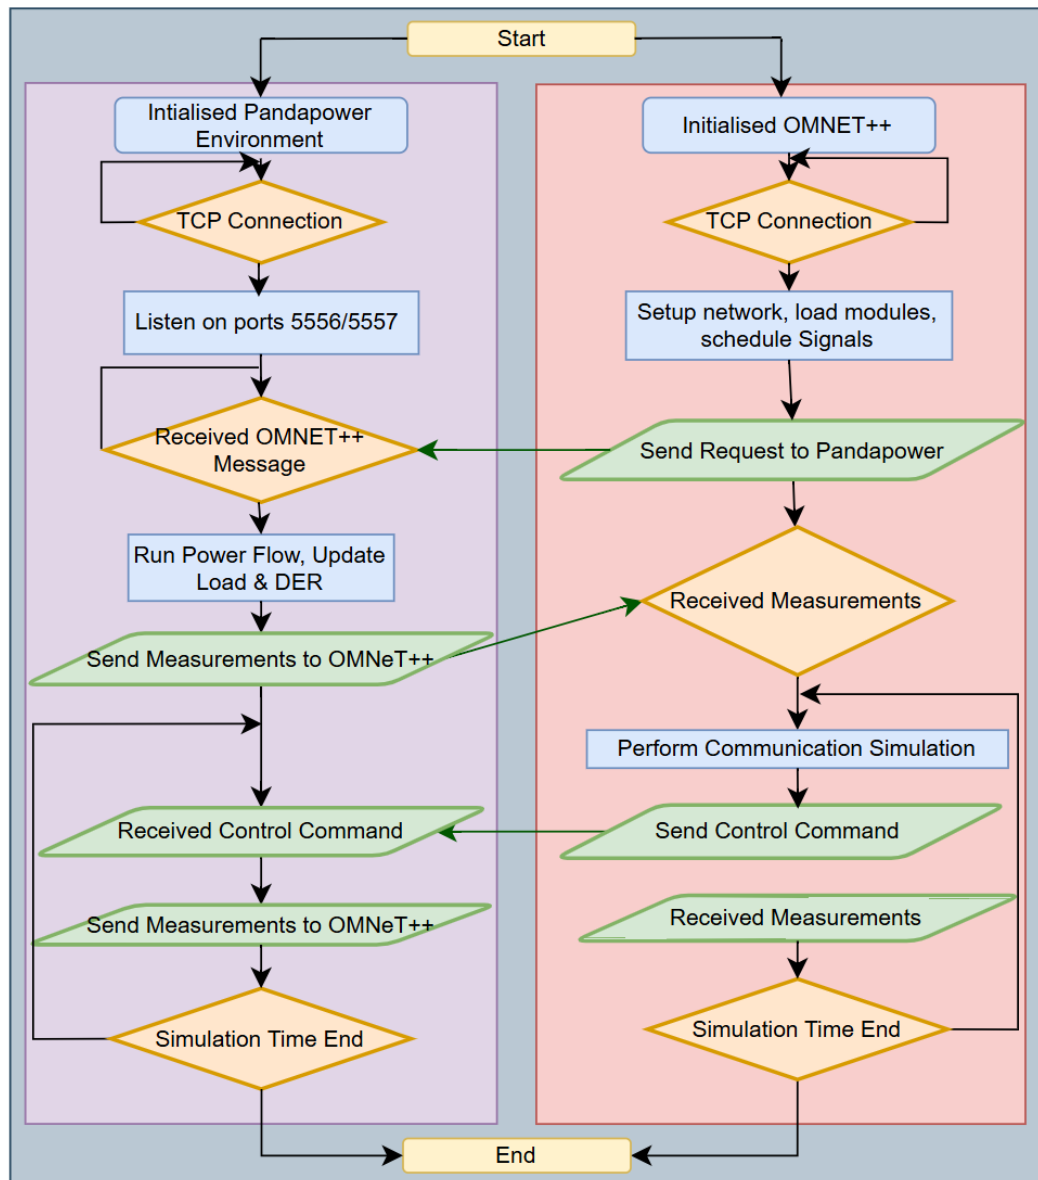 Start
Intialised Pandapower
Environment
TCP Connection
Listen on ports 5556/5557
Received OMNET++
Message
Run Power Flow, Update
Load & DER
Send Measurements to OMNeT++
Received Control Command
Send Measurements to OMNeT++
Simulation Time End
Initialised OMNET++
TCP Connection
Setup network, load modules,
schedule Signals
Send Request to Pandapower
Received Measurements
Perform Communication Simulation
Send Control Command
Received Measurements
Simulation Time End
End